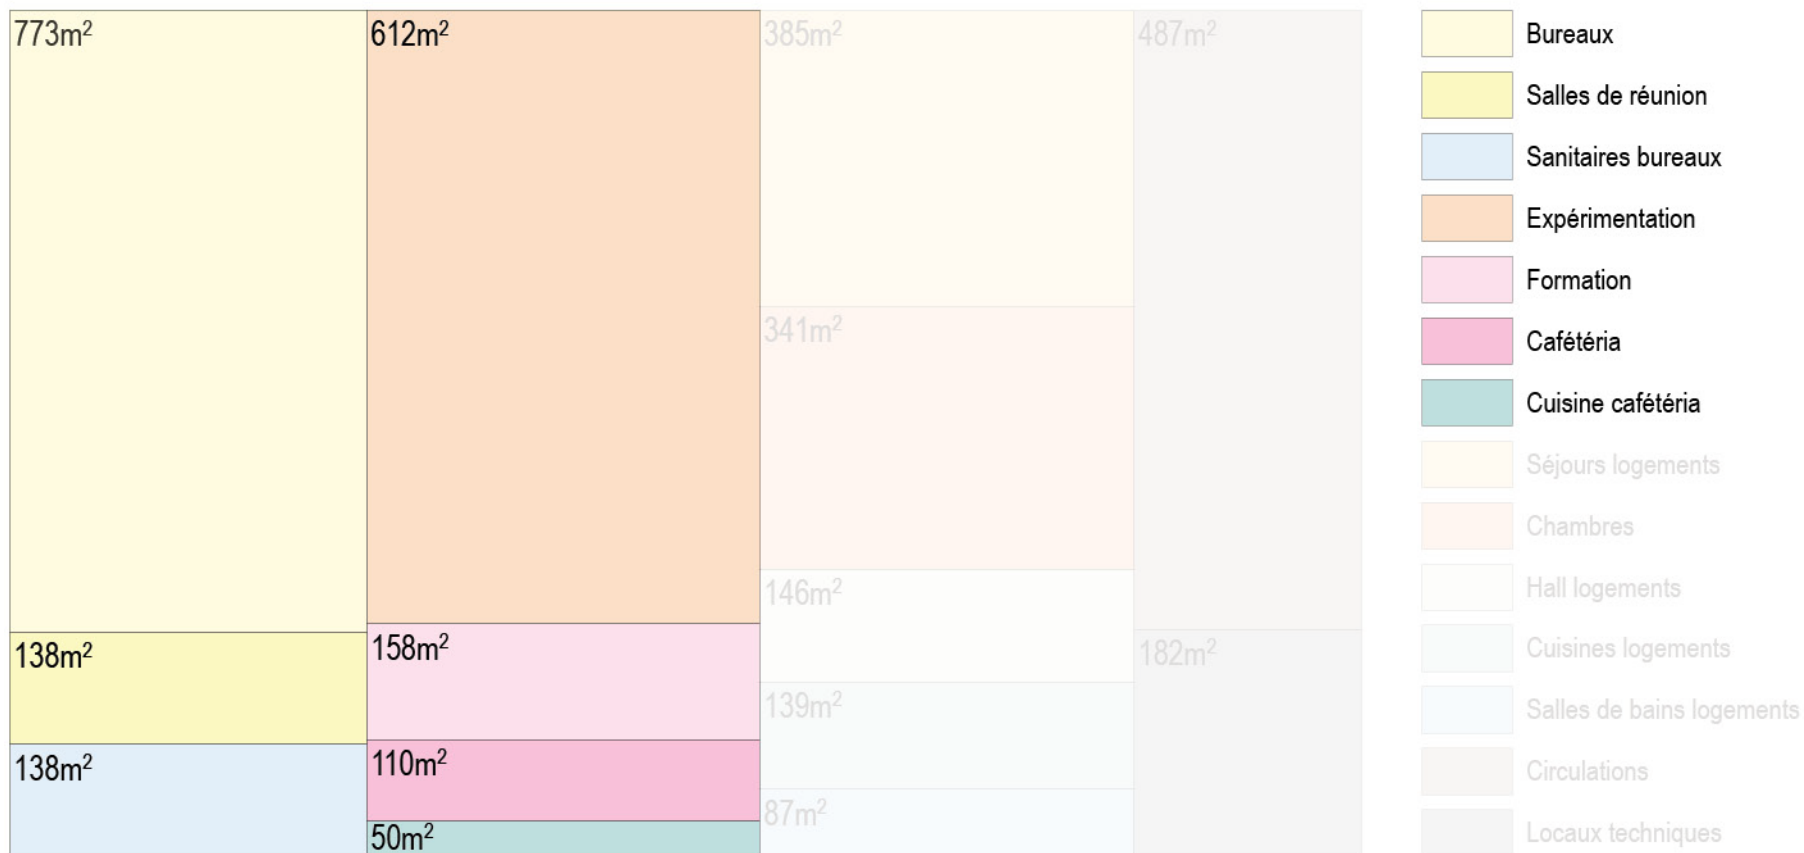 773m²
612m²
385m²
487m²
341m²
146m²
138m²
158m²
182m²
139m²
138m²
110m²
87m²
50m²
Bureaux
Salles de réunion
Sanitaires bureaux
Expérimentation
Formation
Cafétéria
Cuisine cafétéria
Séjours logements
Chambres
Hall logements
Cuisines logements
Salles de bains logements
Circulations
Locaux techniques